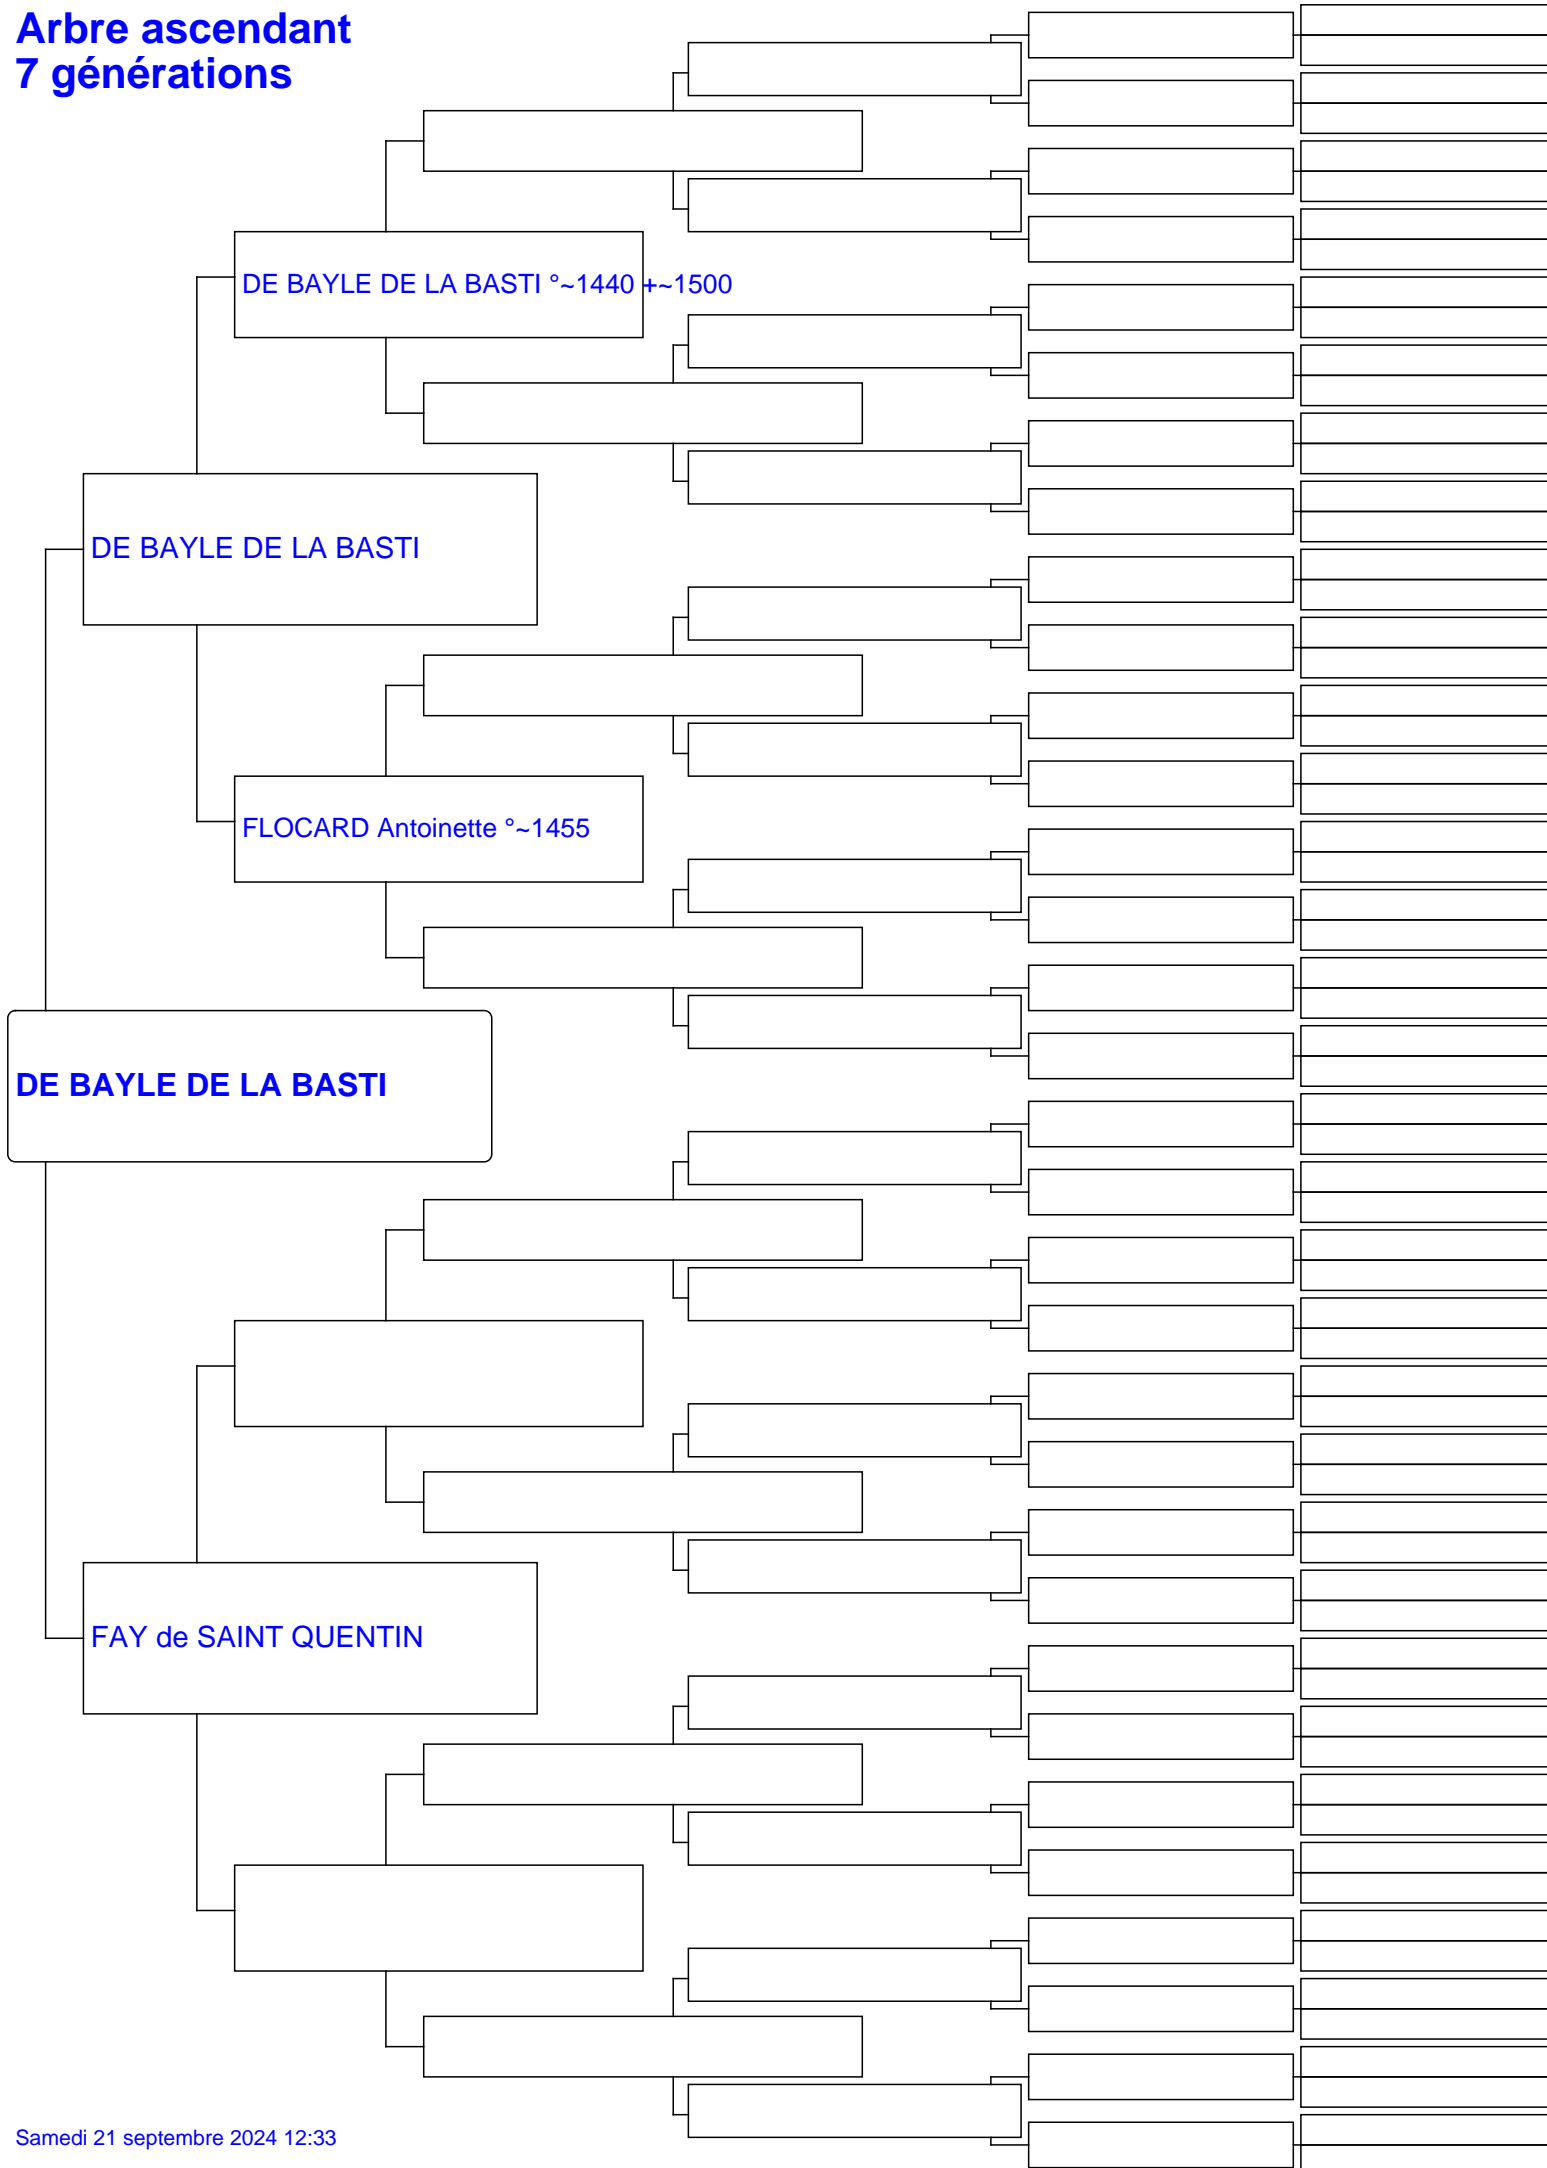 Arbre ascendant
7 générations
DE BAYLE DE LA BASTI °~1440 +~1500
DE BAYLE DE LA BASTI
FLOCARD Antoinette °~1455
DE BAYLE DE LA BASTI
FAY de SAINT QUENTIN
Samedi 21 septembre 2024 12:33